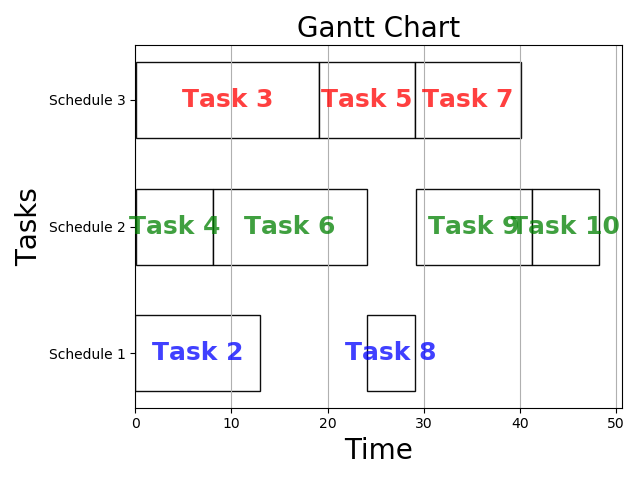 Gantt Chart
Tasks
Schedule 3
Task 3 Task 5 Task 7
Schedule 2
Task 4 Task 6 Task 9 Task 10
Schedule 1
Task 2 Task 8
0 10 20 30 40 50
Time